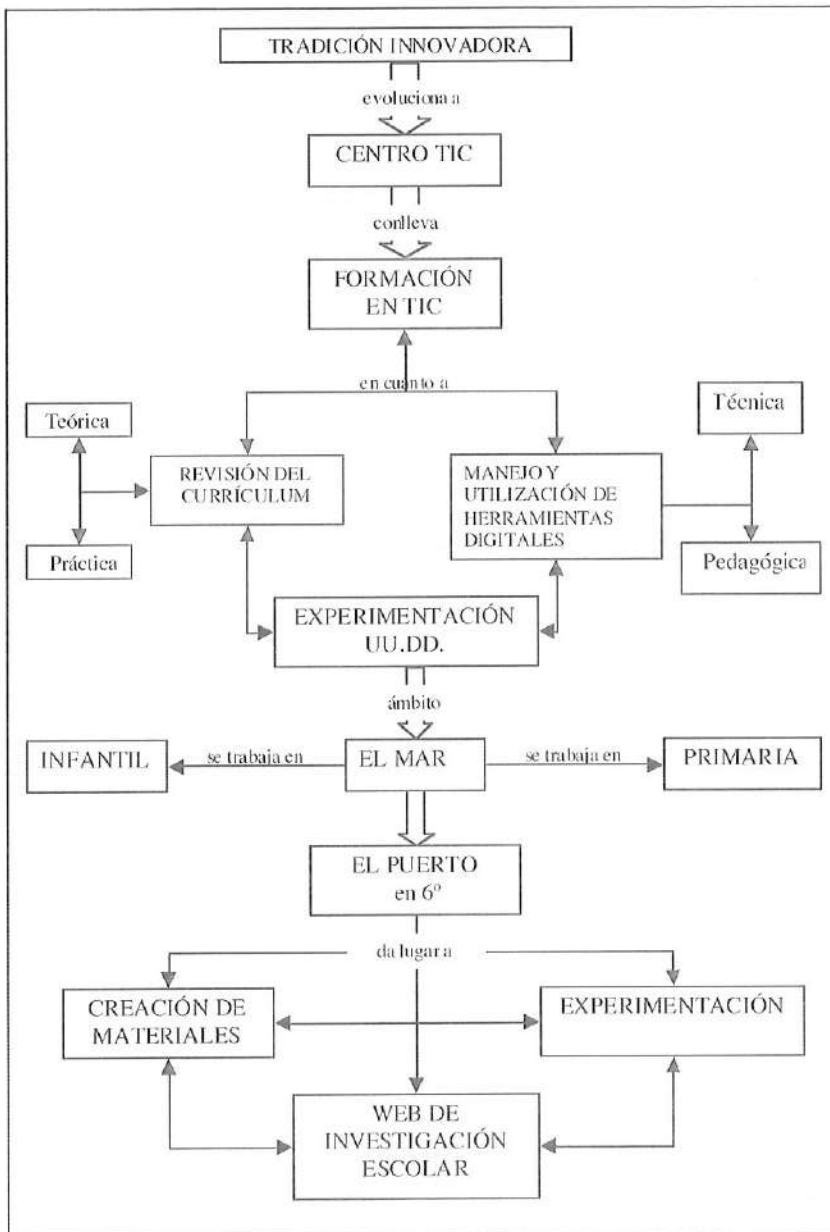 TRADICIÓN INNOVADORA
evoluciona a
CENTRO TIC
conlleva
FORMACIÓN
EN TIC
en cuanto a
Teórica
Técnica
REVISIÓN DEL
CURRÍCULUM
MANEJO Y
UTILIZACIÓN DE
HERRAMIENTAS
DIGITALES
Práctica
Pedagógica
EXPERIMENTACIÓN
UU.DD.
ámbito
INFANTIL
se trabaja en
EL MAR
se trabaja en
PRIMARIA
EL PUERTO
en 6º
da lugar a
CREACIÓN DE
MATERIALES
EXPERIMENTACIÓN
WEB DE
INVESTIGACIÓN
ESCOLAR